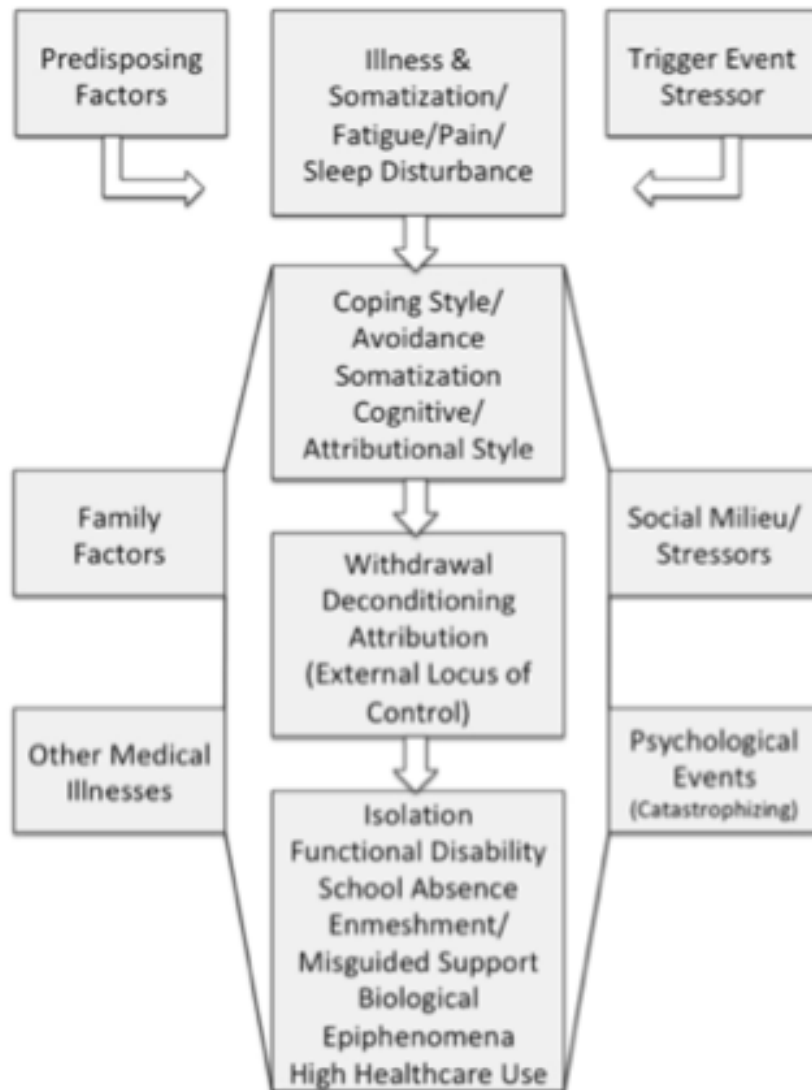 Predisposing
Factors
Illness &
Somatization/
Fatigue/Pain/
Sleep Disturbance
Trigger Event
Stressor
Coping Style/
Avoidance
Somatization
Cognitive/
Attributional Style
Family
Factors
Social Milieu/
Stressors
Withdrawal
Deconditioning
Attribution
(External Locus of
Control)
Other Medical
Illnesses
Psychological
Events
(Catastrophizing)
Isolation
Functional Disability
School Absence
Enmeshment/
Misguided Support
Biological
Epiphenomena
High Healthcare Use